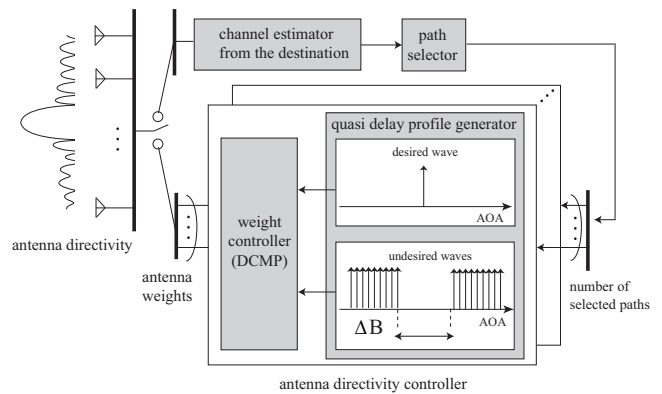 channel estimator
from the destination
path
selector
quasi delay profile generator
desired wave
AOA
weight
controller
(DCMP)
undesired waves
AOA
ΔB
antenna directivity
antenna
weights
number of
selected paths
antenna directivity controller